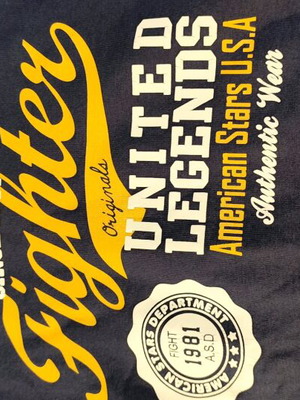 Fighter
Originals
UNITED
LEGENDS
American Stars U.S.A
Authentic Wear
AMERICAN STARS DEPARTMENT
FIGHT
1981
A.S.D